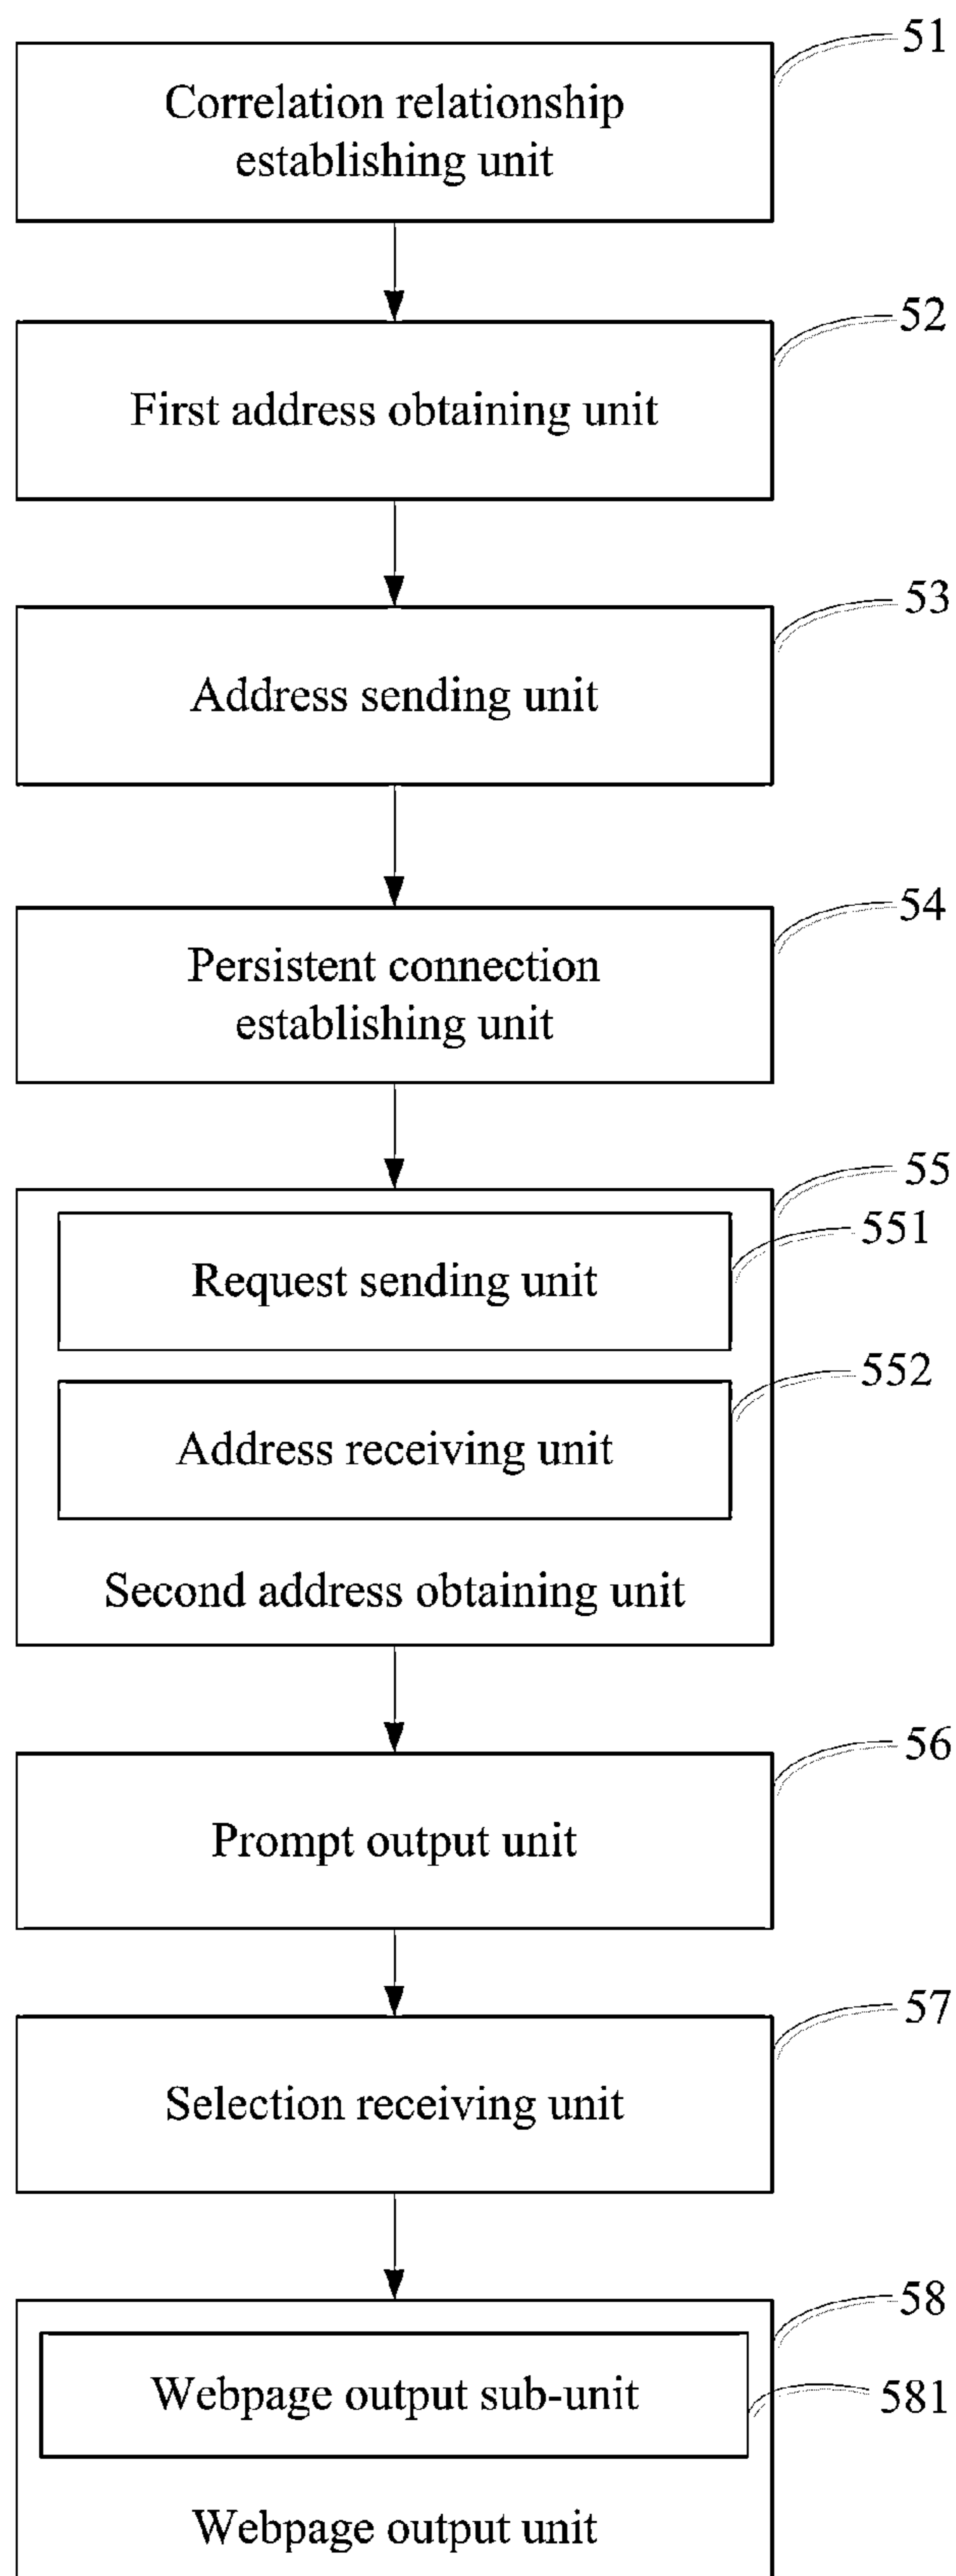 51
Correlation relationship
establishing unit
52
First address obtaining unit
53
Address sending unit
54
Persistent connection
establishing unit
55
551
Request sending unit
552
Address receiving unit
Second address obtaining unit
56
Prompt output unit
57
Selection receiving unit
58
Webpage output sub-unit
581
Webpage output unit